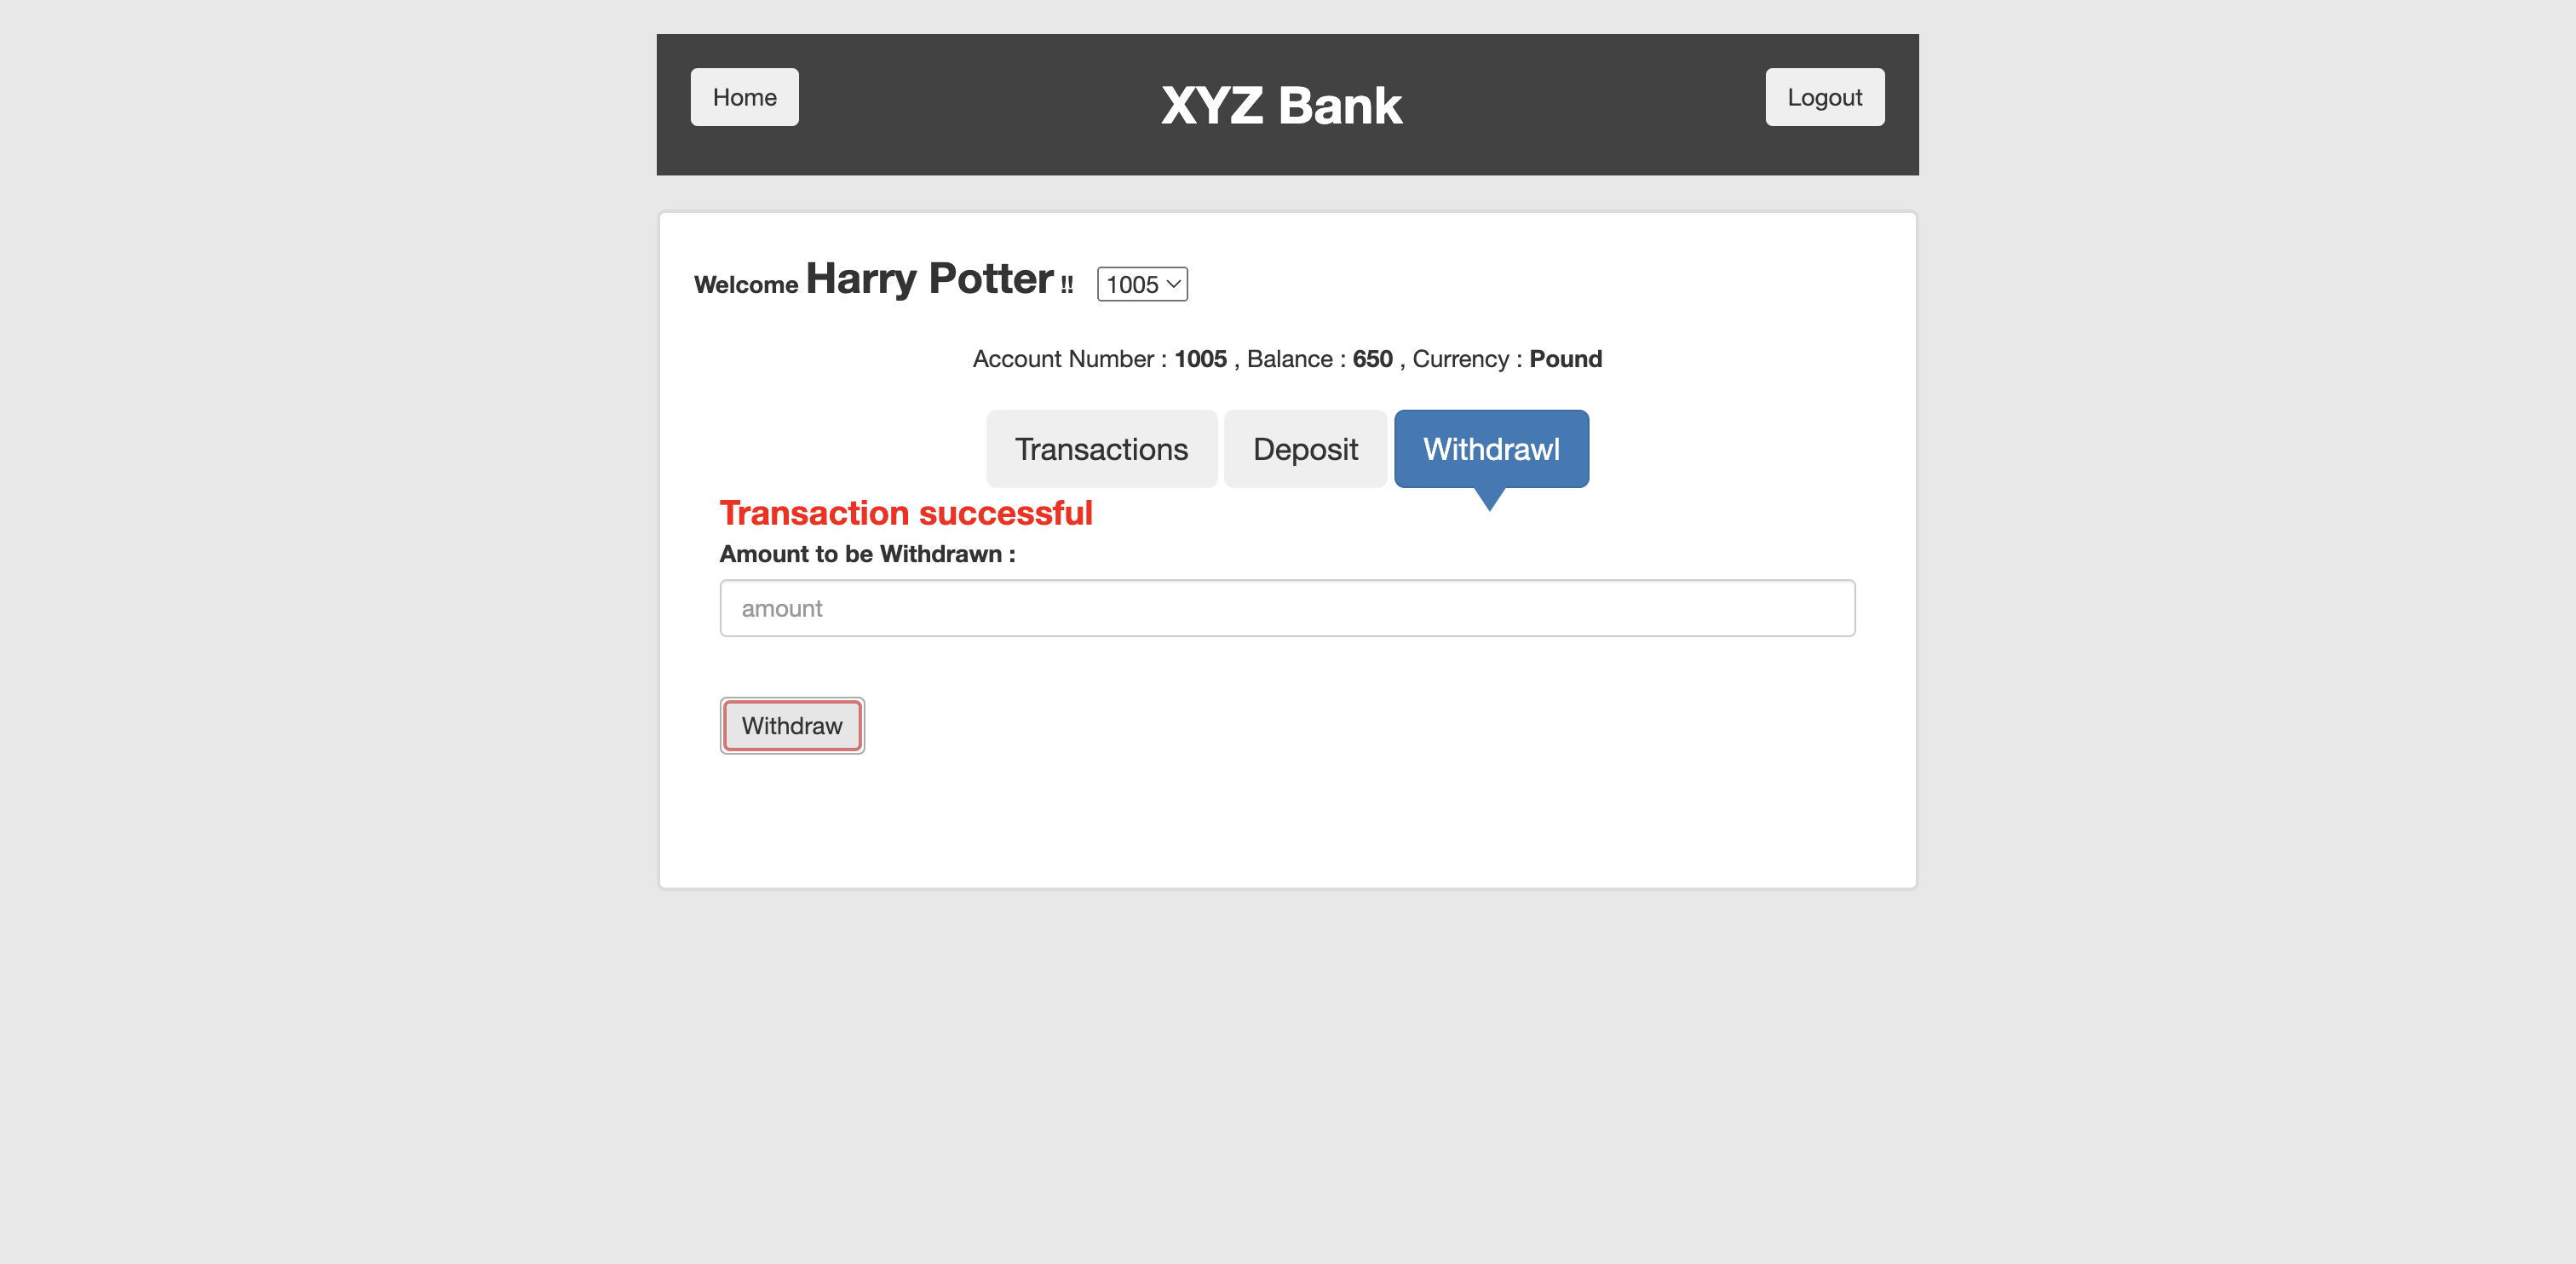 Home
XYZ Bank
Logout
Welcome Harry Potter !! 1005
Account Number : 1005 , Balance : 650 , Currency : Pound
Transactions
Deposit
Withdrawl
Transaction successful
Amount to be Withdrawn :
amount
Withdraw